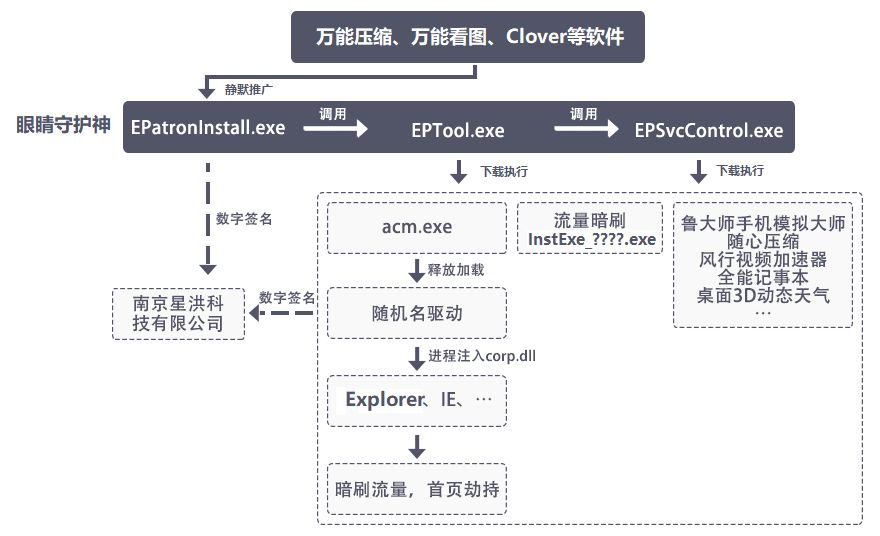 万能压缩、万能看图、Clover等软件
静默推广
眼睛守护神
EPatronInstall.exe
调用
EPTool.exe
调用
EPSvcControl.exe
下载执行
下载执行
数字签名
acm.exe
流量暗刷
InstExe_????.exe
鲁大师手机模拟大师
随心压缩
风行视频加速器
全能记事本
桌面3D动态天气
…
释放加载
南京星洪科
技有限公司
数字签名
随机名驱动
进程注入corp.dll
Explorer、IE、…
暗刷流量，首页劫持